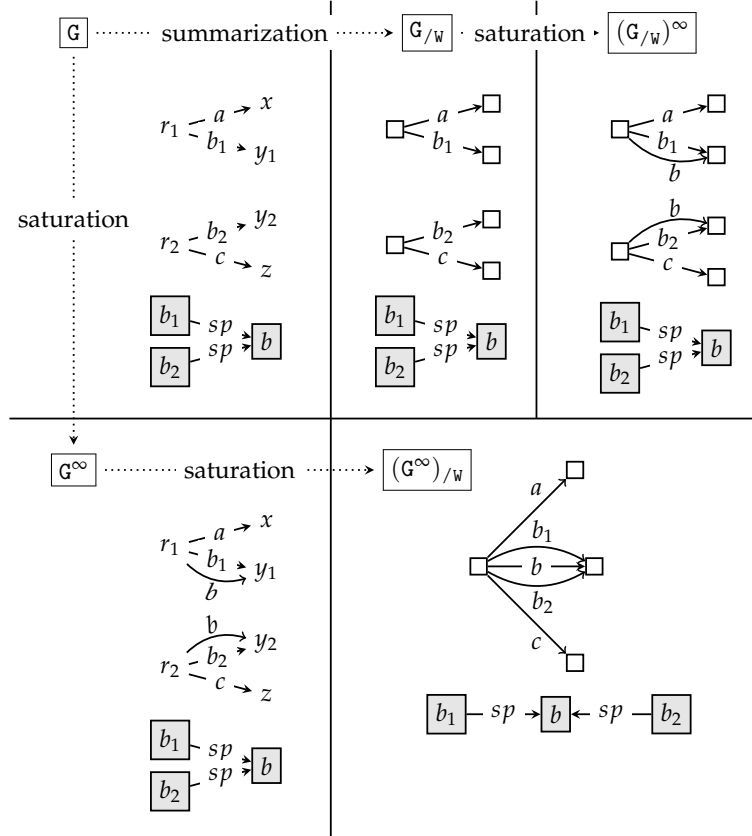 G summarization G/W saturation (G/W)∞
a x
r1
b1 y1
a
b1
a
b1
b
saturation
b2 y2
r2
c z
b2
c
b
b2
c
b1 sp
b2 sp
b
b1 sp
b2 sp
b
b1 sp
b2 sp
b
G∞ saturation (G∞)/W
a x
r1
b1 y1
b
b y2
r2
b2
c z
b1 sp
b2 sp
b
a
b1
b
b2
c
b1 sp b sp b2